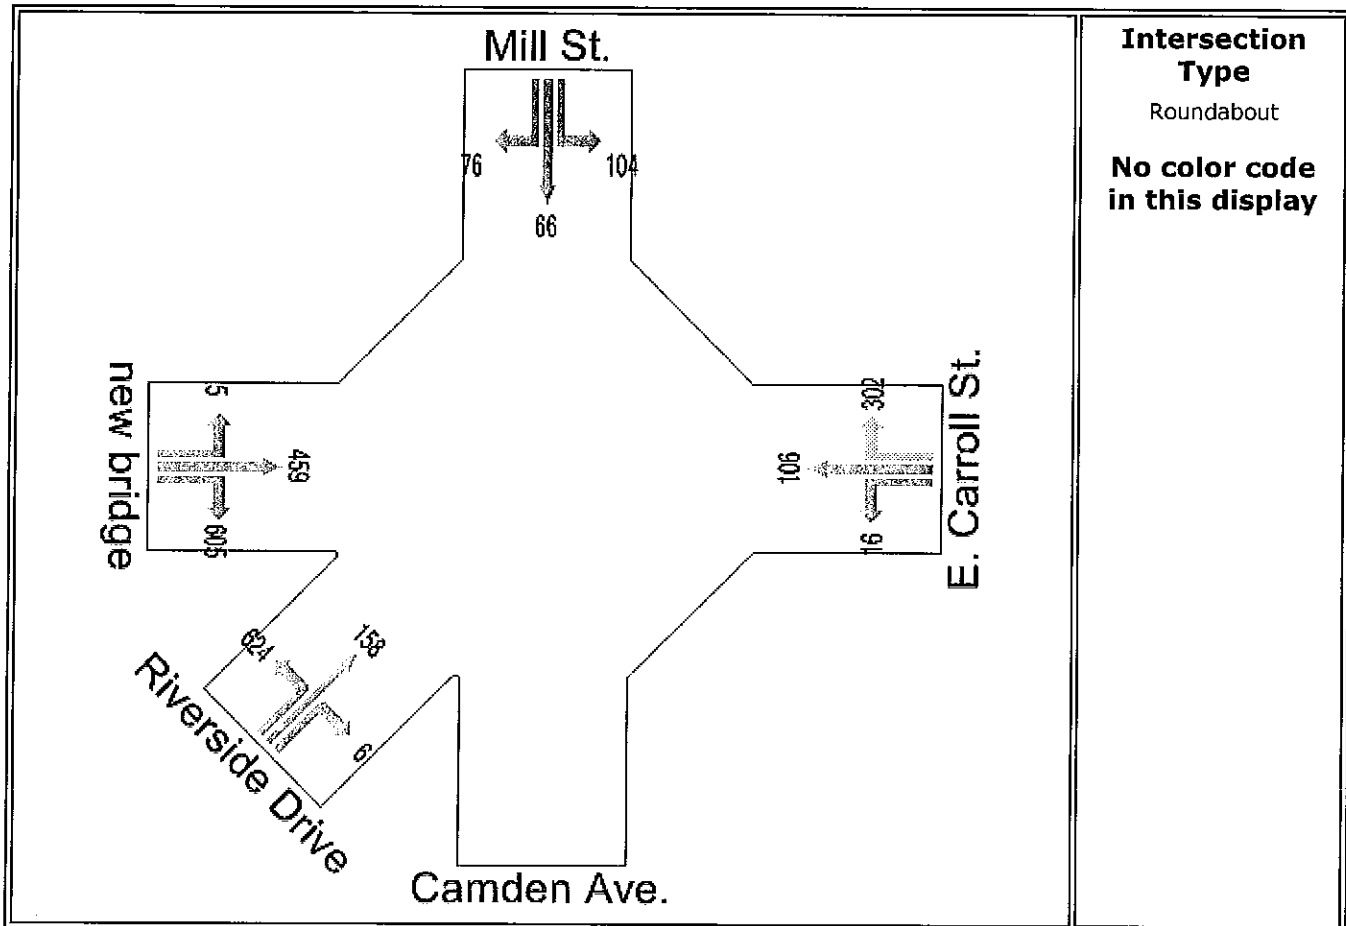 Mill St.
76
104
66
Intersection
Type
Roundabout
No color code
in this display
new bridge
5
459
605
302
106
16
E. Carroll St.
624
158
6
Riverside Drive
Camden Ave.